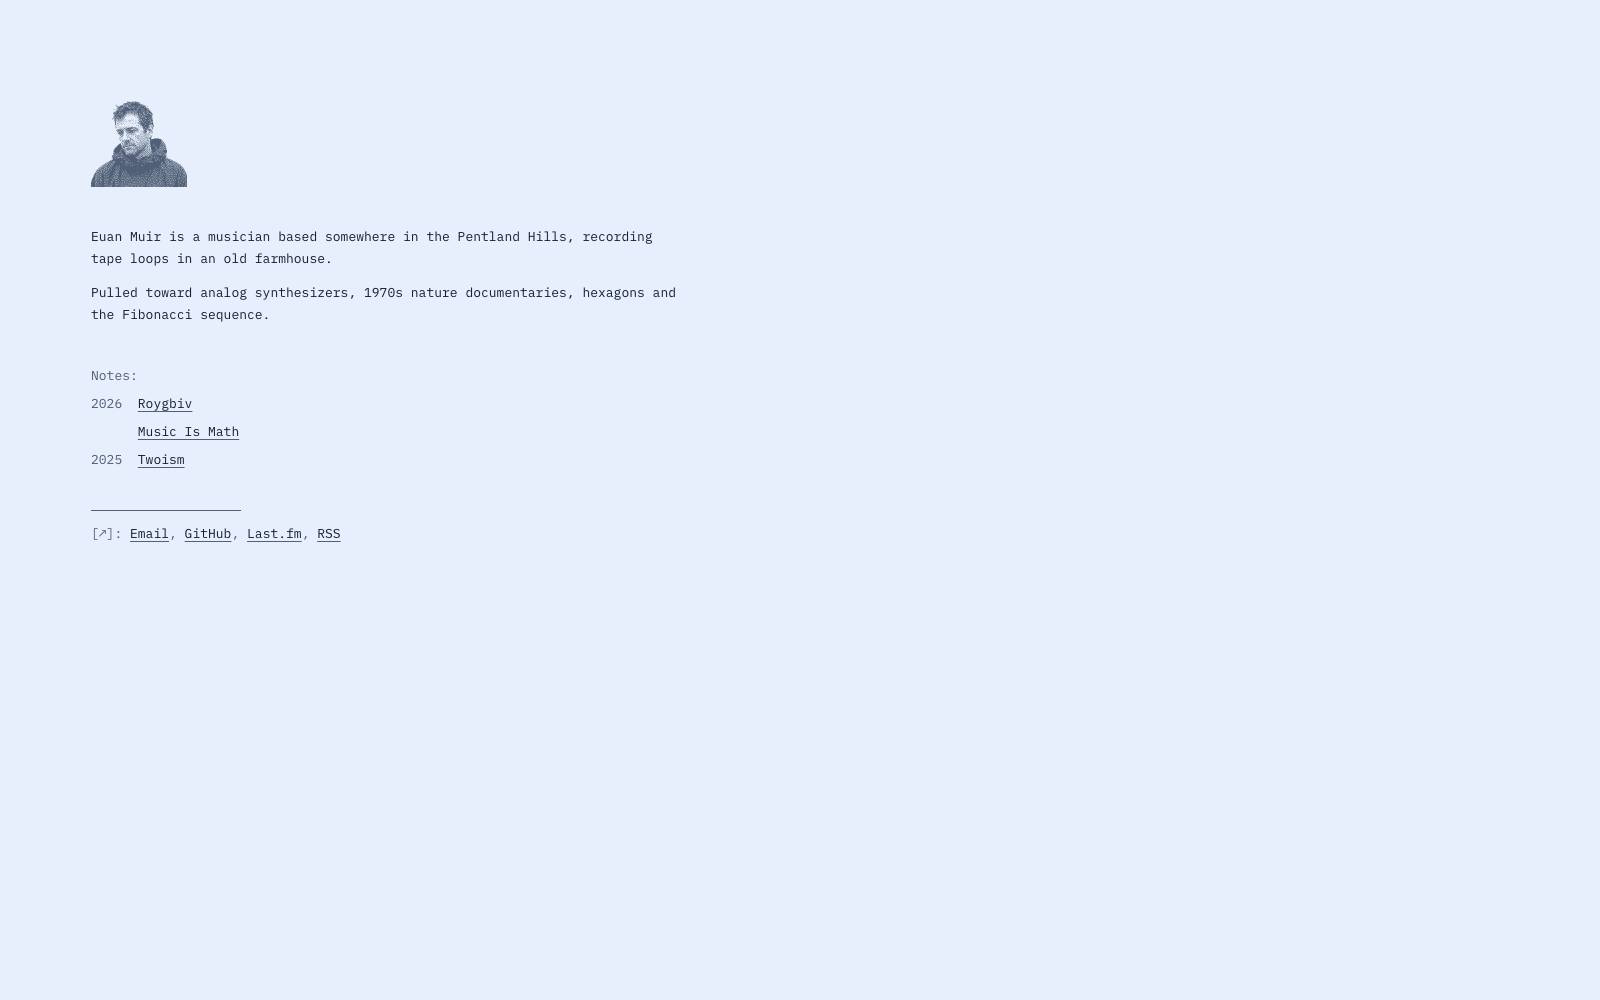 Euan Muir is a musician based somewhere in the Pentland Hills, recording
tape loops in an old farmhouse.
Pulled toward analog synthesizers, 1970s nature documentaries, hexagons and
the Fibonacci sequence.
Notes:
2026 Roygbiv
Music Is Math
2025 Twoism
[↗]: Email, GitHub, Last.fm, RSS